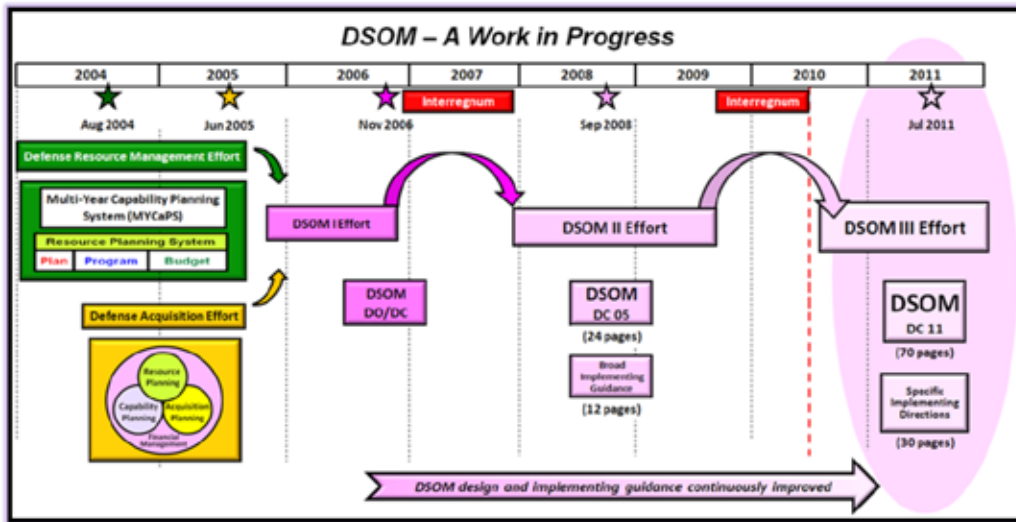 DSOM – A Work in Progress
2004 2005 2006 2007 2008 2009 2010 2011
Interregnum
Interregnum
Aug 2004
Jun 2005
Nov 2006
Sep 2008
Jul 2011
Defense Resource Management Effort
Multi-Year Capability Planning
System (MYCaPS)
Resource Planning System
Plan Program Budget
DSOM I Effort
DSOM II Effort
DSOM III Effort
Defense Acquisition Effort
Resource
Planning
Capability
Planning
Acquisition
Planning
Financial
Management
DSOM
DO/DC
DSOM
DC 05
(24 pages)
Broad
Implementing
Guidance
(12 pages)
DSOM
DC 11
(70 pages)
Specific
Implementing
Directions
(30 pages)
DSOM design and implementing guidance continuously improved